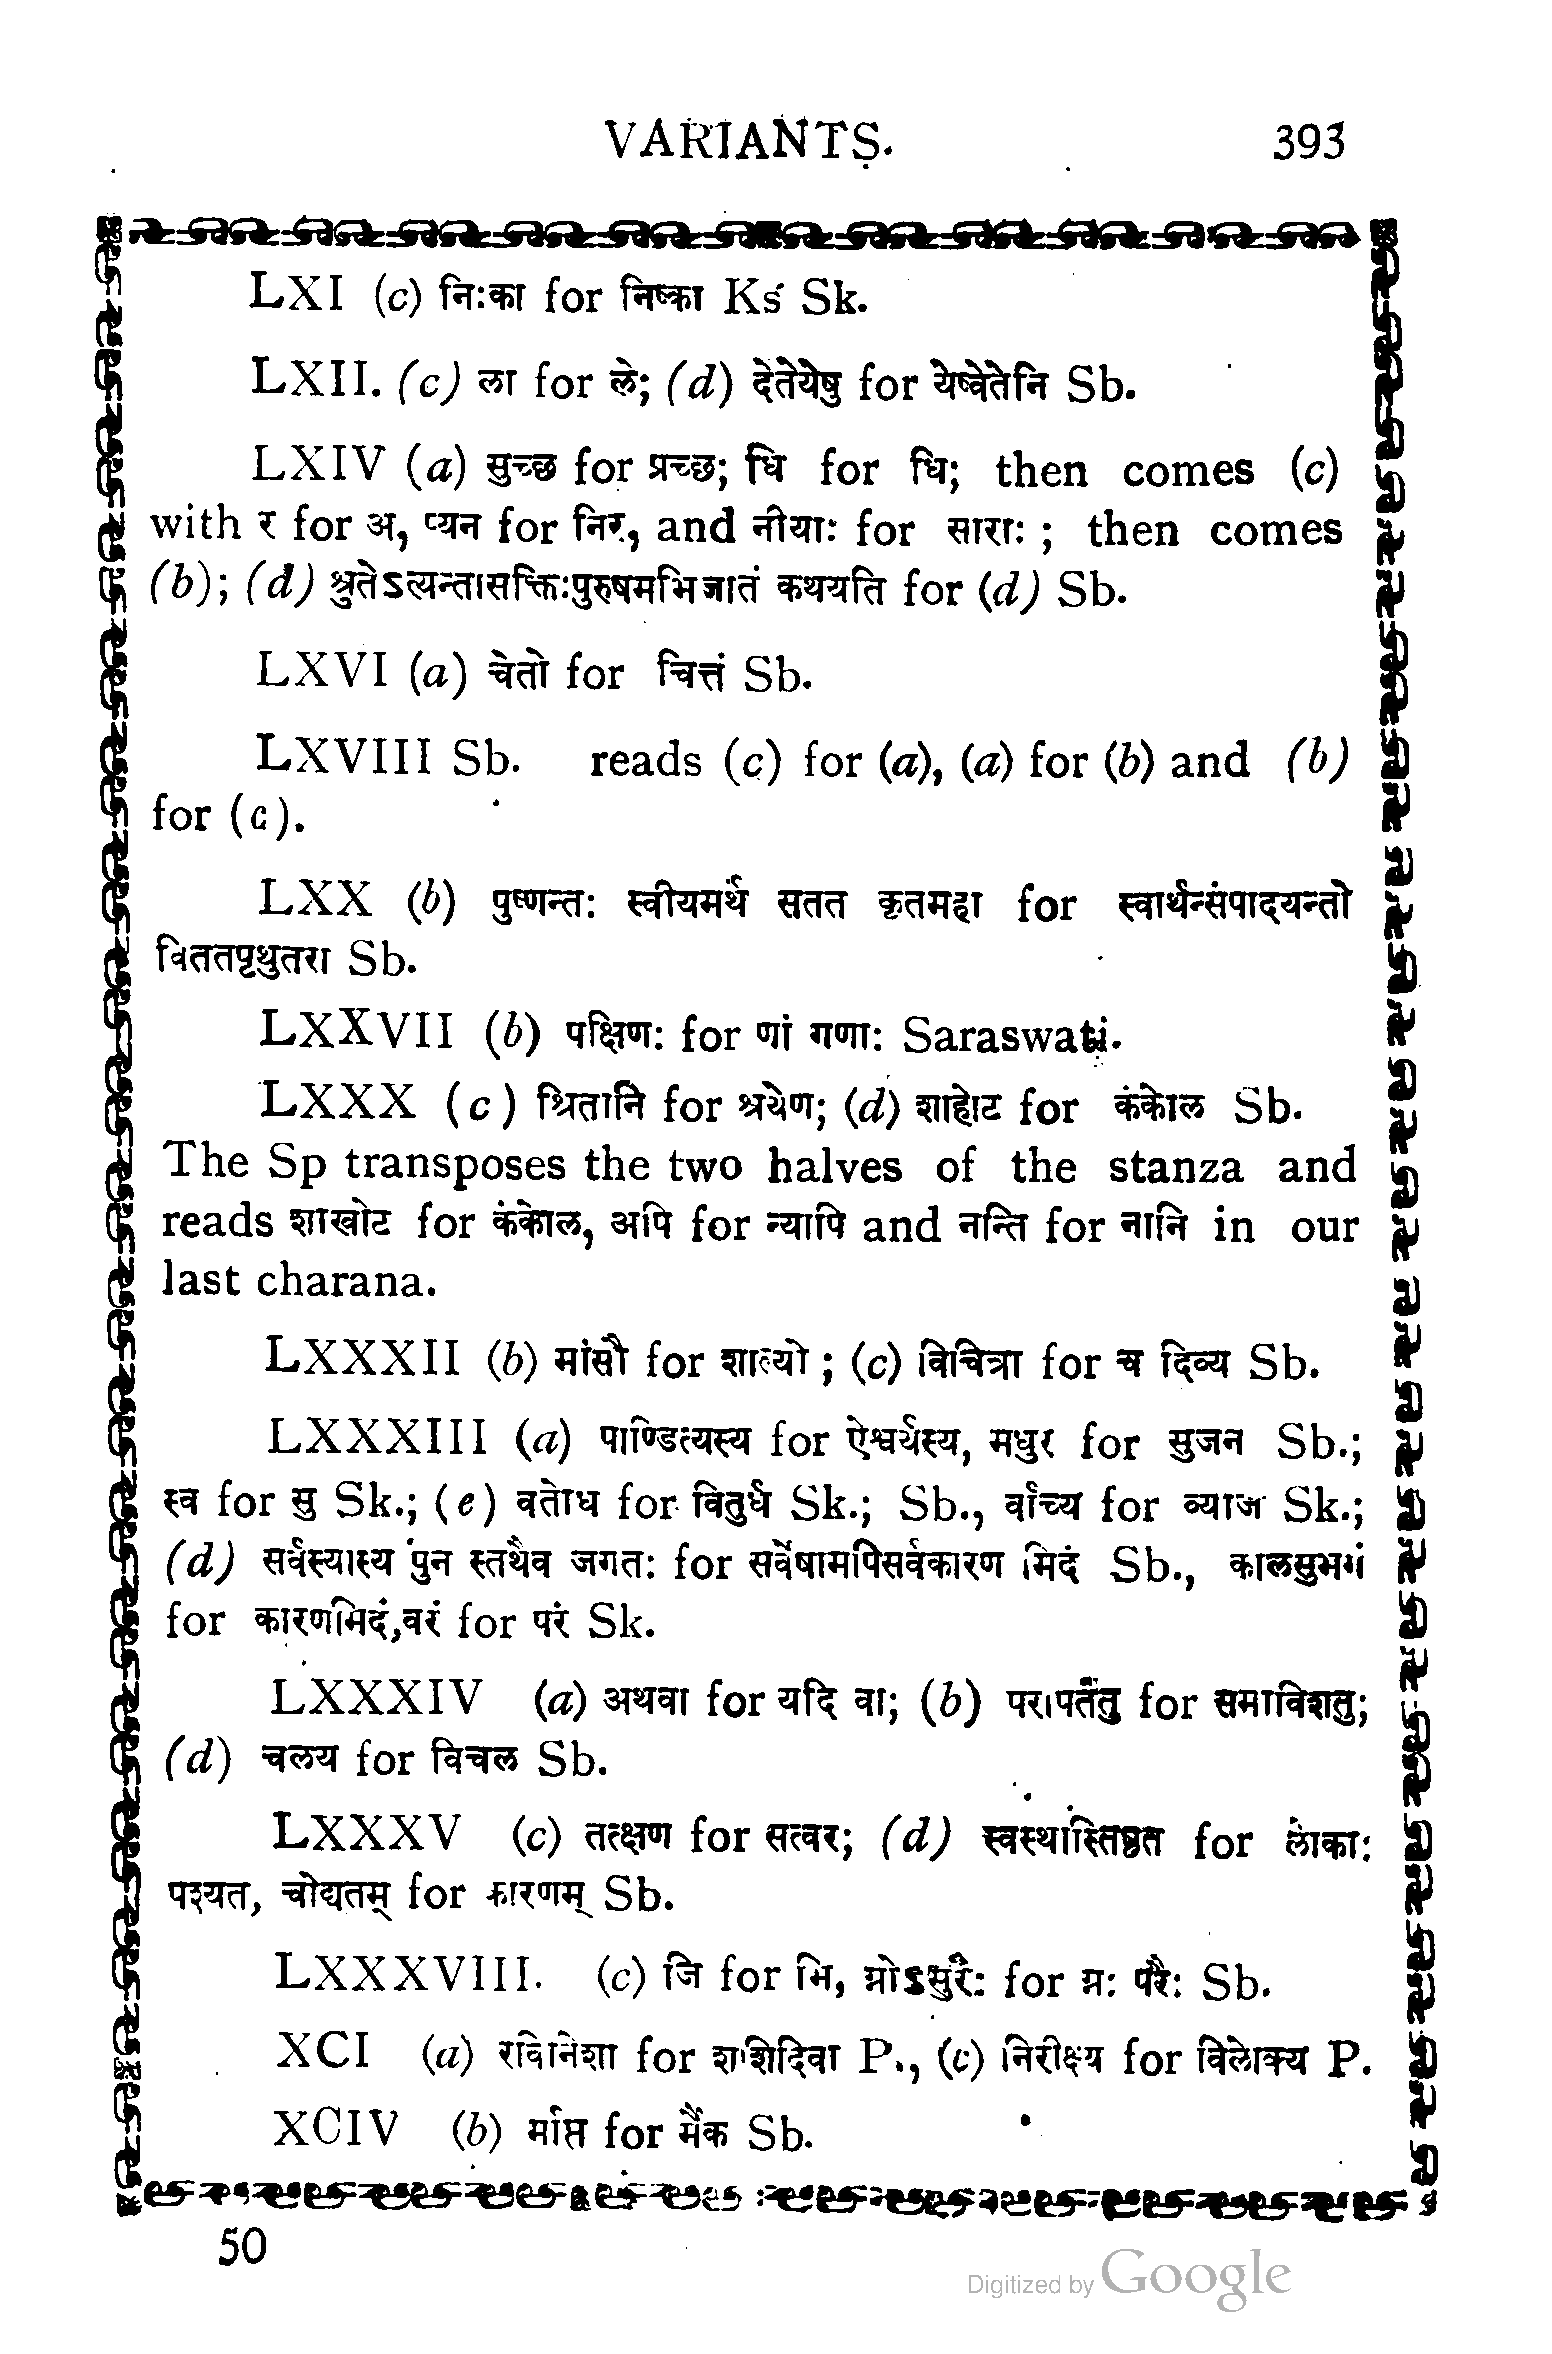 VARIANTS. 393
LXI (c) निःका for निष्का Ks Sk.
LXII. (c) ला for ले; (d) देतेयेषु for येष्वेतेनि Sb.
LXIV (a) सुच्छ for प्रच्छ; धि for धि; then comes (c)
with र for अ, प्यन for निर, and नीयाः for साराः ; then comes
(b); (d) श्रुतेऽत्यन्तासक्तिःपुरुषमभिजातं कथयति for (d) Sb.
LXVI (a) चेतो for चित्तं Sb.
LXVIII Sb. reads (c) for (a), (a) for (b) and (b)
for (c).
LXX (b) पुष्णन्तः स्वीयमर्थं सतत कृतमहा for स्वार्थन्संपादयन्तो
विततपृथुतरा Sb.
LXXVII (b) पक्षिणः for णां गणाः Saraswati.
LXXX (c) श्रितानि for श्रयेण; (d) शाहोट for कंकोल Sb.
The Sp transposes the two halves of the stanza and
reads शाखोट for कंकोल, अपि for न्यापि and नन्ति for नानि in our
last charana.
LXXXII (b) मांसौ for शाल्यो ; (c) विचित्रा for च दिव्य Sb.
LXXXIII (a) पाण्डित्यस्य for ऐश्वर्यस्य, मधुर for सुजन Sb.;
स्व for सु Sk.; (e) वतोध for वितुर्ध Sk.; Sb., र्वाच्य for व्याज Sk.;
(d) सर्वस्यास्य पुन स्तथैव जगतः for सर्वेषामपिसर्वकारण मिदं Sb., कालसुभगं
for कारणमिदं,वरं for परं Sk.
LXXXIV (a) अथवा for यदि वा; (b) परापतंतु for समाविशतु;
(d) चलय for विचल Sb.
LXXXV (c) तत्क्षण for सत्वर; (d) स्वस्थास्तिष्ठत for लोकाः
पश्यत, चोद्यतम् for कारणम् Sb.
LXXXVIII. (c) जि for भि, ग्नोऽसुरैः for ग्नः परैः Sb.
XCI (a) रविनिशा for शशिदिवा P., (c) निरीक्ष्य for विलोक्य P.
XCIV (b) र्माप्त for मैक Sb.
50
Digitized by Google